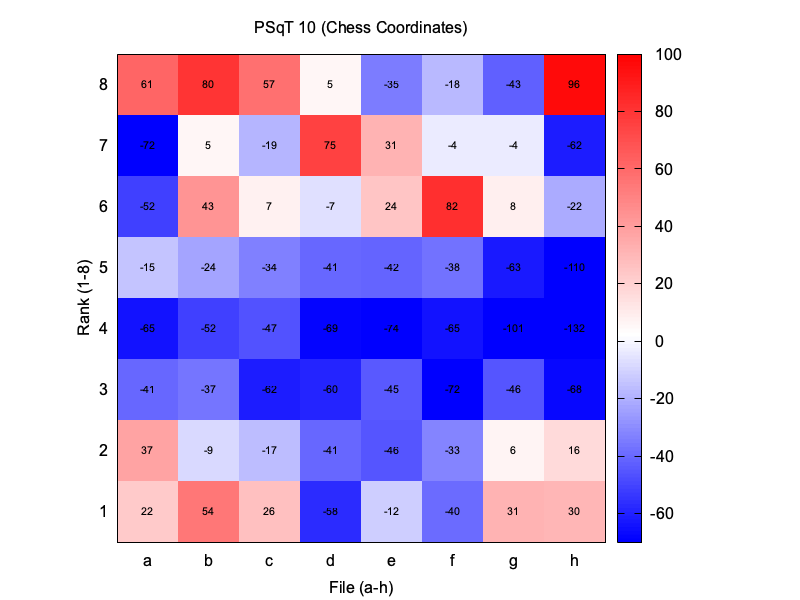 PSqT 10 (Chess Coordinates)
100
8 61 80 57 5 -35 -18 -43 96
80
7 -72 5 -19 75 31 -4 -4 -62
60
6 -52 43 7 -7 24 82 8 -22
40
5 -15 -24 -34 -41 -42 -38 -63 -110
20
Rank (1-8)
4 -65 -52 -47 -69 -74 -65 -101 -132
0
3 -41 -37 -62 -60 -45 -72 -46 -68
-20
2 37 -9 -17 -41 -46 -33 6 16
-40
1 22 54 26 -58 -12 -40 31 30
-60
a b c d e f g h
File (a-h)